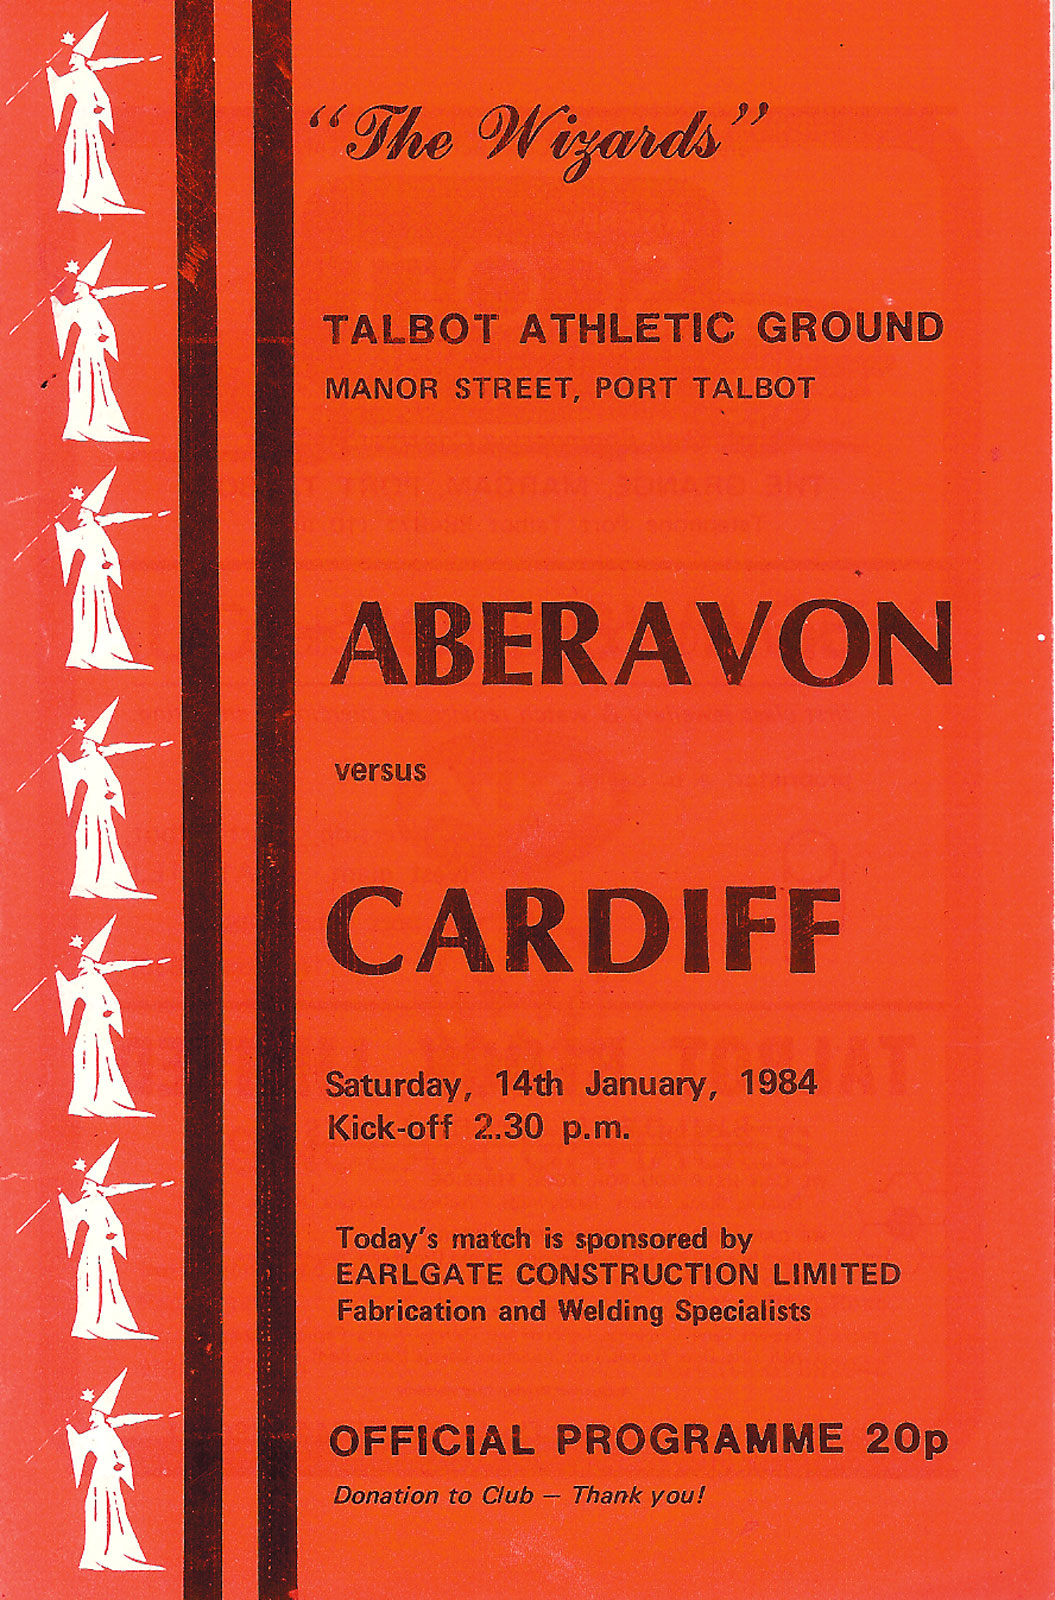 "The Wizards"
TALBOT ATHLETIC GROUND
MANOR STREET, PORT TALBOT
ABERAVON
versus
CARDIFF
Saturday, 14th January, 1984
Kick-off 2.30 p.m.
Today's match is sponsored by
EARLGATE CONSTRUCTION LIMITED
Fabrication and Welding Specialists
OFFICIAL PROGRAMME 20p
Donation to Club — Thank you!